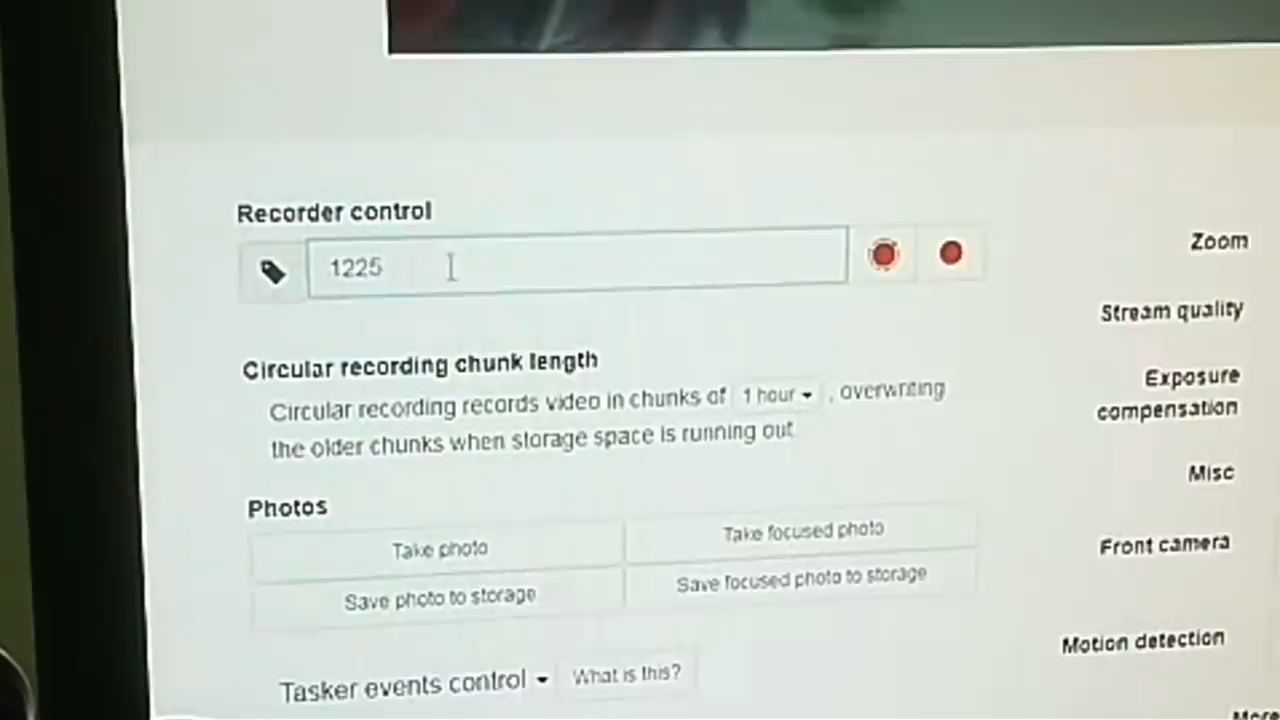 Recorder control
1225
Zoom
Stream quality
Circular recording chunk length
Circular recording records video in chunks of 1 hour , overwriting
the older chunks when storage space is running out
Exposure
compensation
Misc
Photos
Take photo
Take focused photo
Save photo to storage
Save focused photo to storage
Front camera
Motion detection
Tasker events control
What is this?